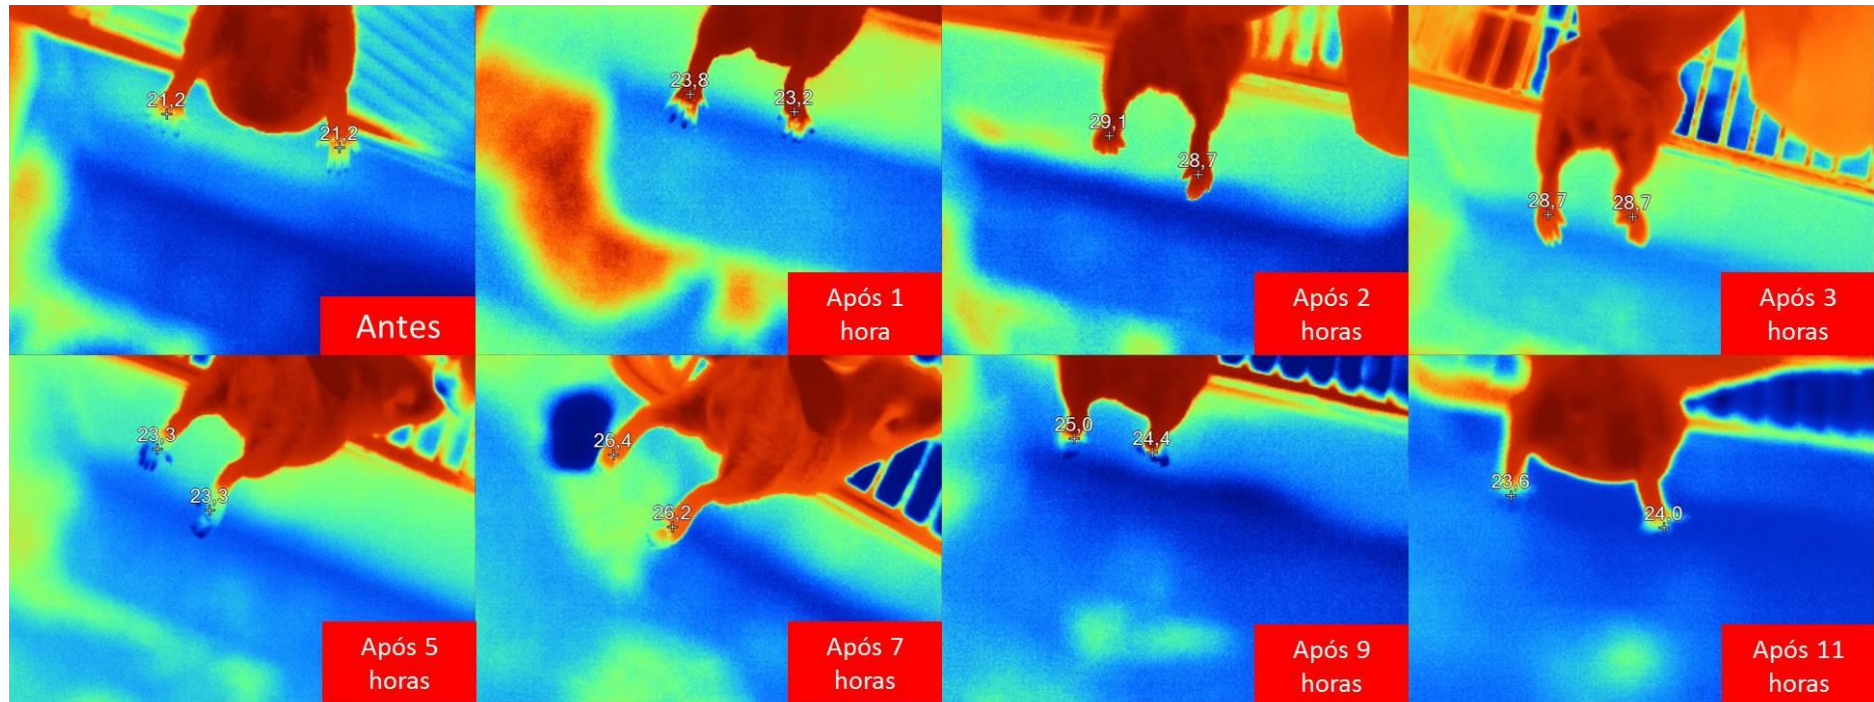 21,2
21,2
Antes
23,8
23,2
Após 1
hora
29,1
28,7
Após 2
horas
28,7
28,7
Após 3
horas
23,3
23,3
Após 5
horas
26,4
26,2
Após 7
horas
25,0
24,4
Após 9
horas
23,6
24,0
Após 11
horas